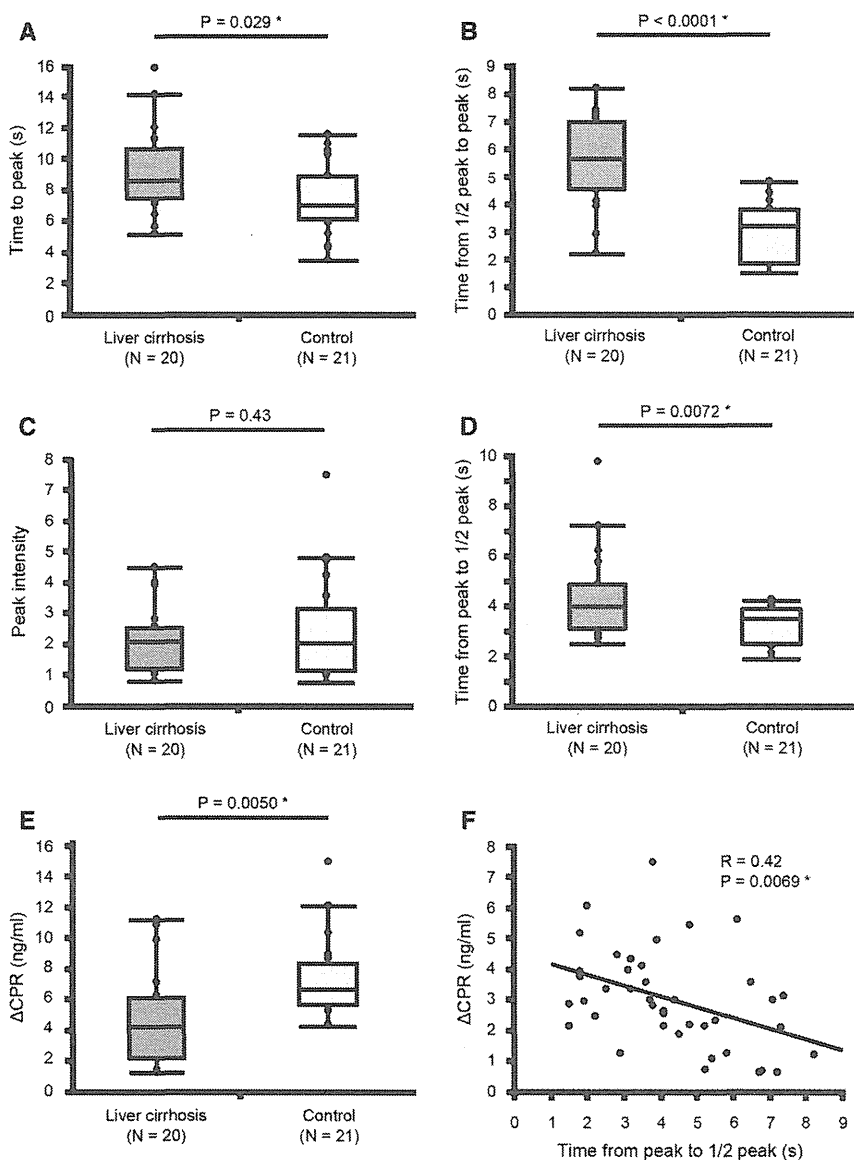 A
P = 0.029 *
Time to peak (s)
16
14
12
10
8
6
4
2
0
Liver cirrhosis
(N = 20)
Control
(N = 21)
B
P < 0.0001 *
Time from 1/2 peak to peak (s)
9
8
7
6
5
4
3
2
1
0
Liver cirrhosis
(N = 20)
Control
(N = 21)
C
P = 0.43
Peak intensity
8
7
6
5
4
3
2
1
0
Liver cirrhosis
(N = 20)
Control
(N = 21)
D
P = 0.0072 *
Time from peak to 1/2 peak (s)
10
8
6
4
2
0
Liver cirrhosis
(N = 20)
Control
(N = 21)
E
P = 0.0050 *
ΔCPR (ng/ml)
16
14
12
10
8
6
4
2
0
Liver cirrhosis
(N = 20)
Control
(N = 21)
F
R = 0.42
P = 0.0069 *
ΔCPR (ng/ml)
8
7
6
5
4
3
2
1
0
0 1 2 3 4 5 6 7 8 9
Time from peak to 1/2 peak (s)